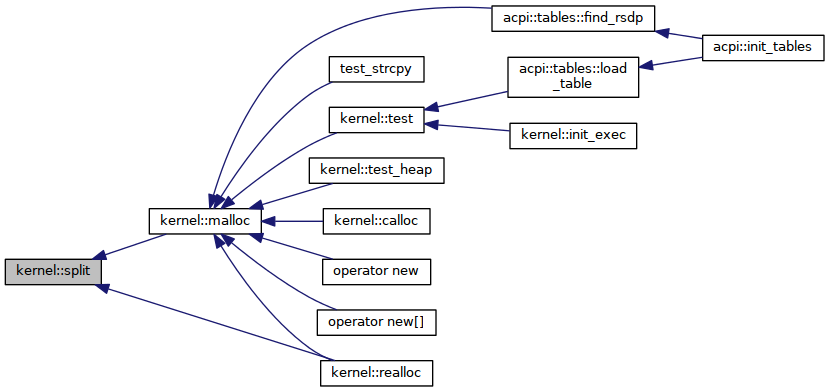 acpi::tables::find_rsdp
acpi::init_tables
test_strcpy
acpi::tables::load
_table
kernel::test
kernel::init_exec
kernel::test_heap
kernel::malloc
kernel::calloc
kernel::split
operator new
operator new[]
kernel::realloc